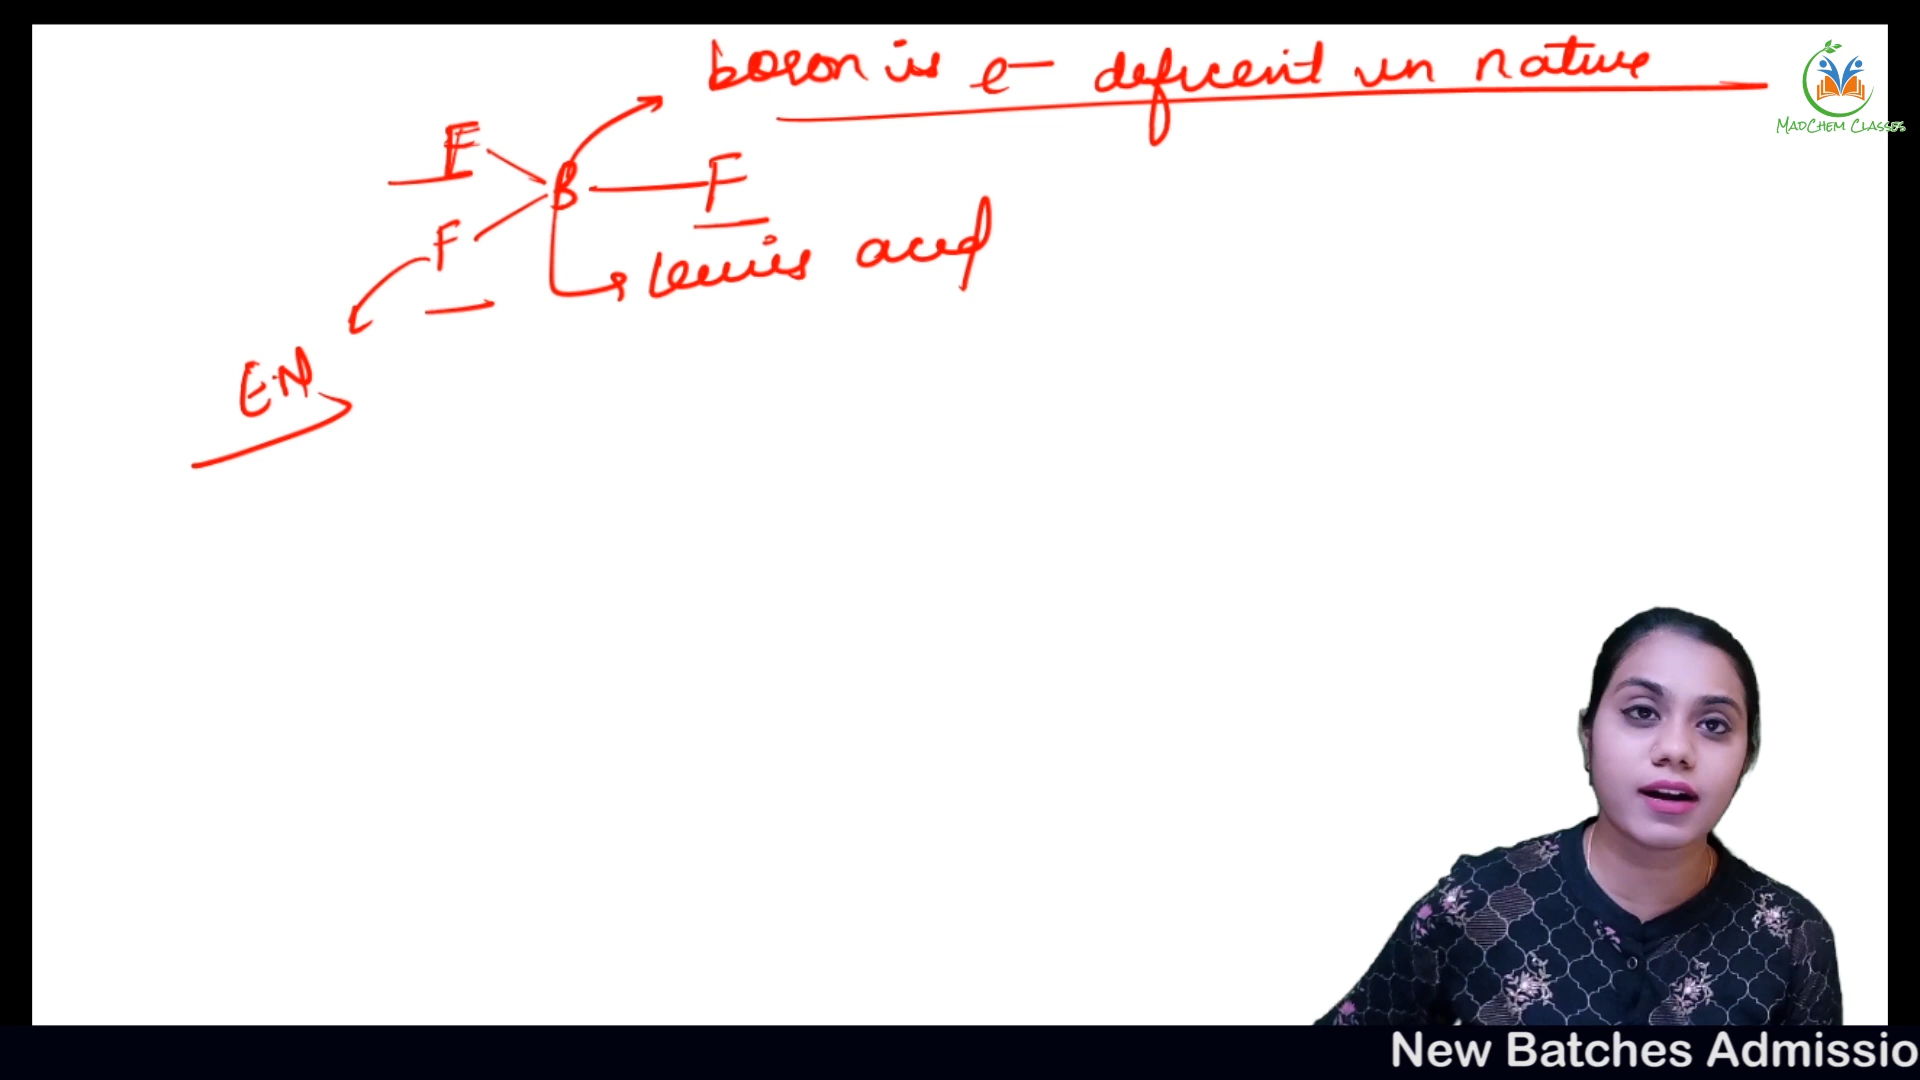 boron is e- deficient in nature
MADCHEM CLASSES
F
B
F
F
Lewis acid
E.N
New Batches Admissio